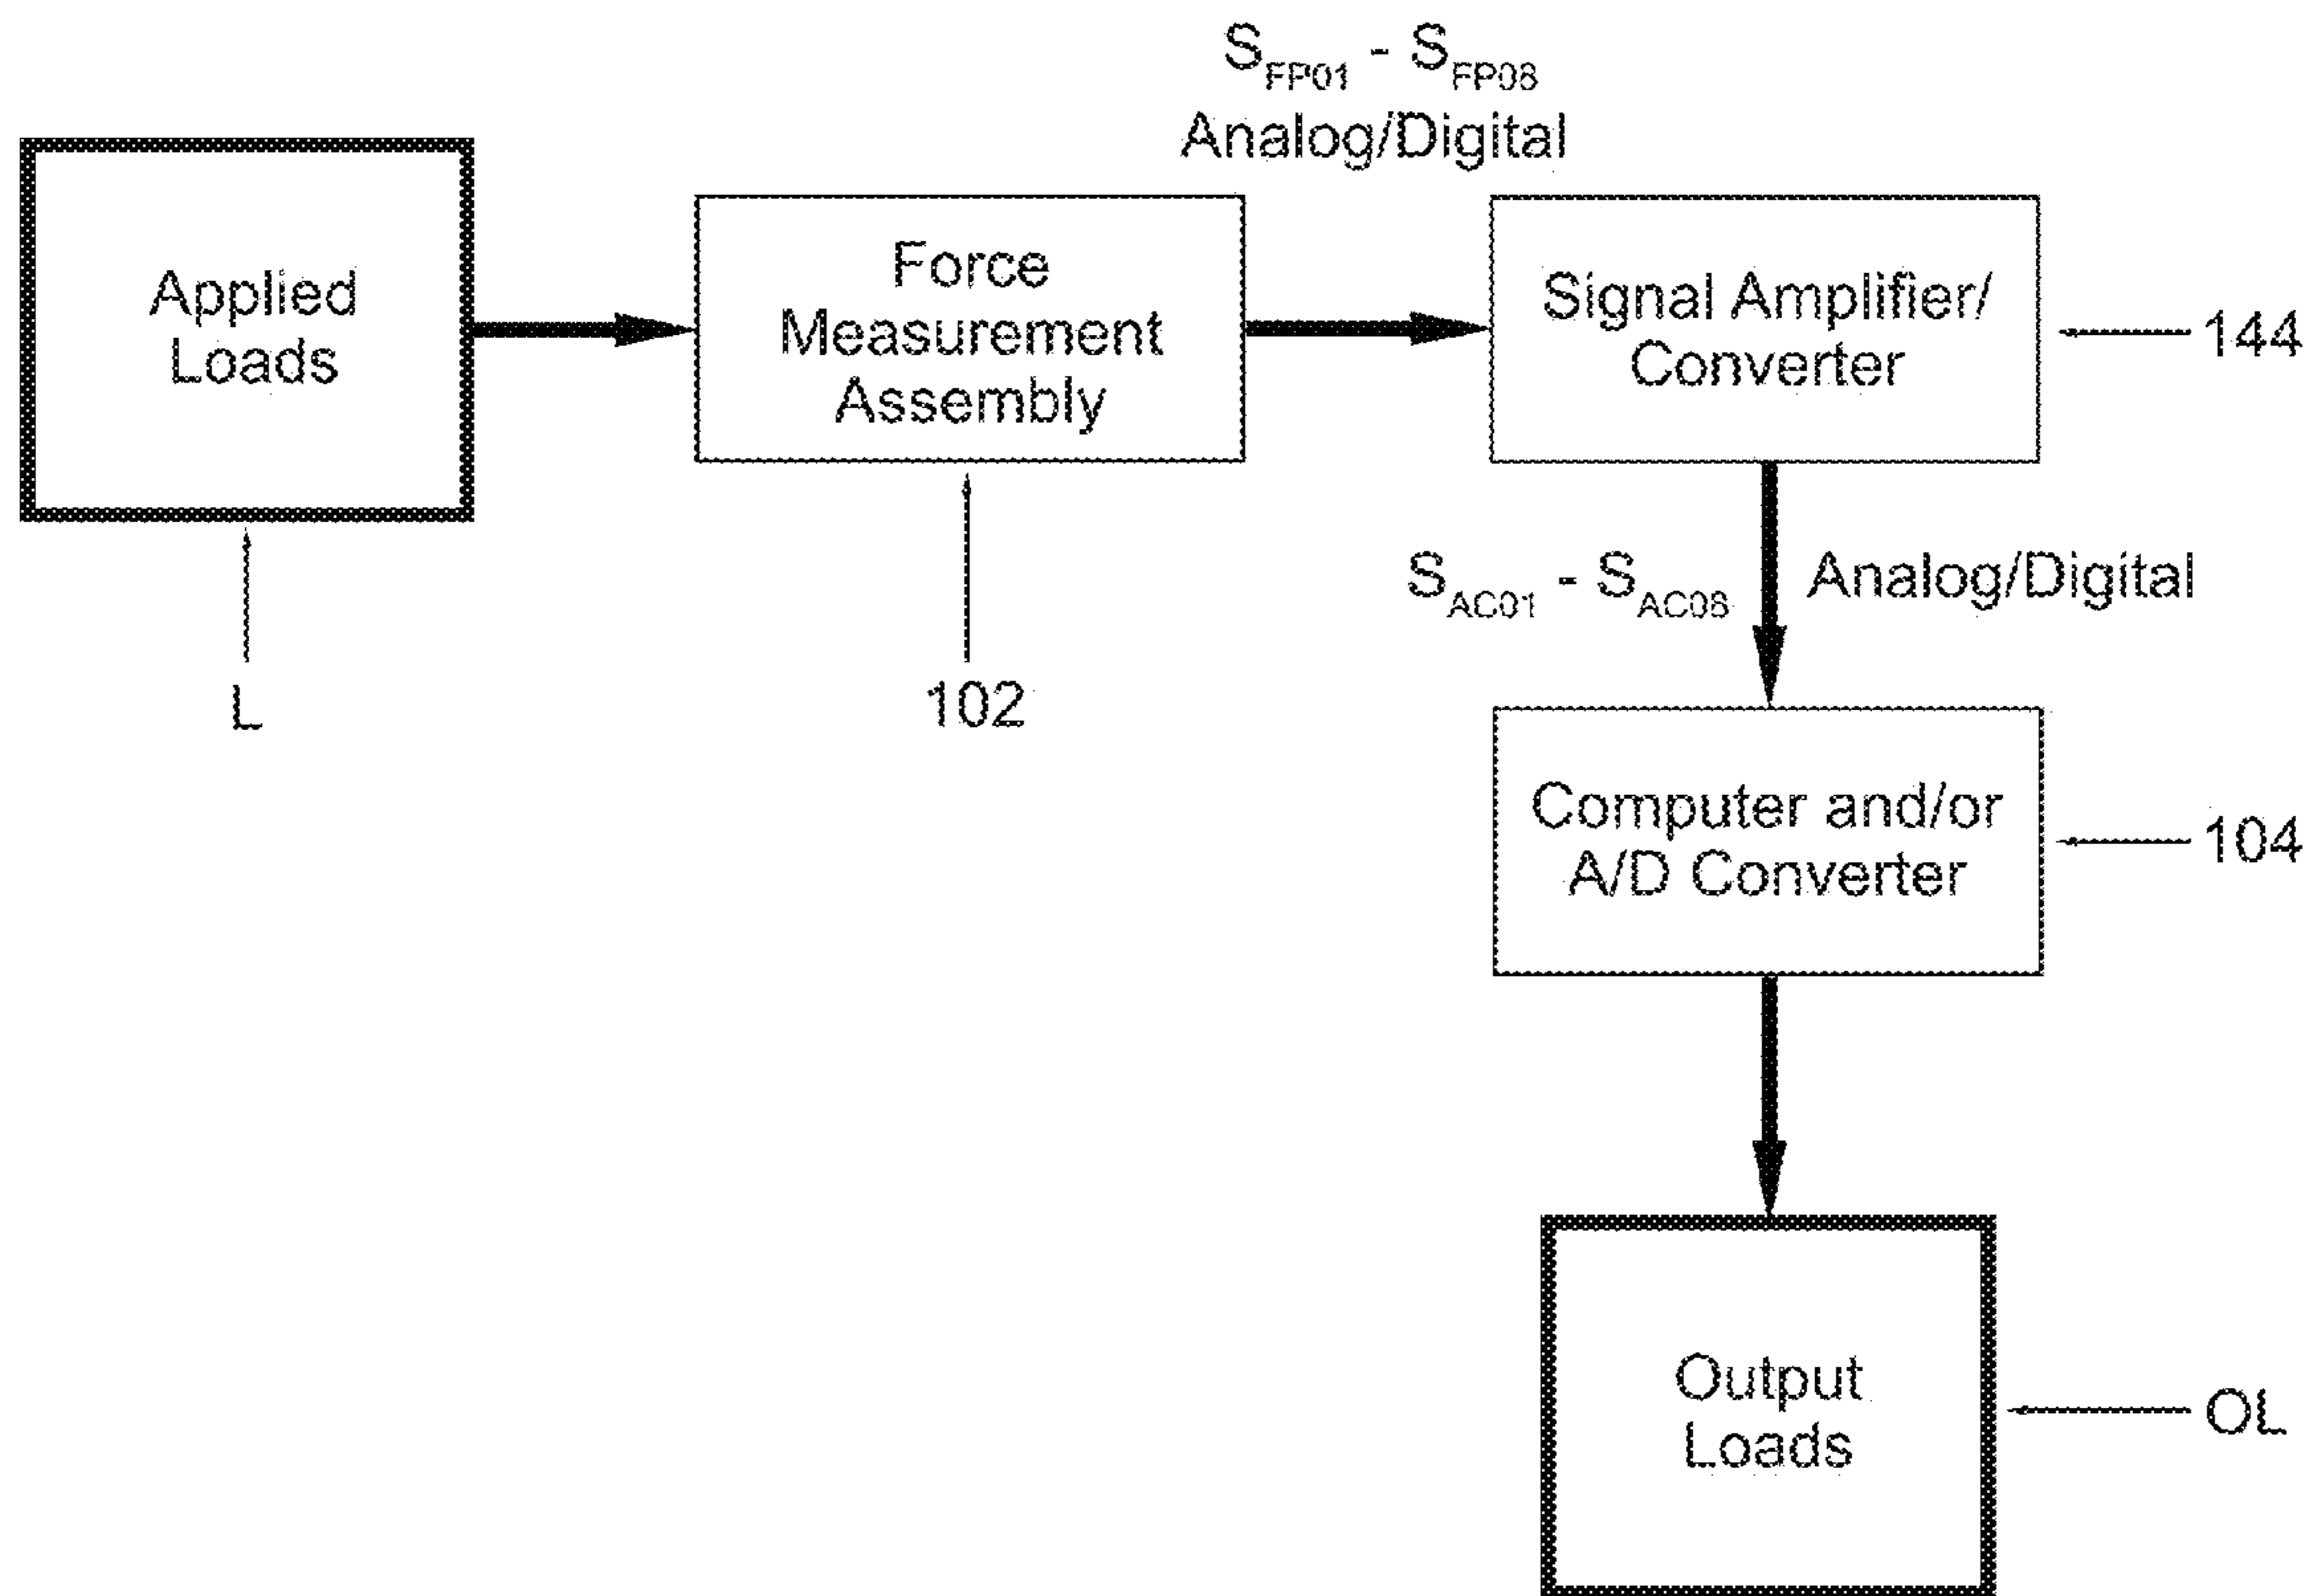 S_FP01 - S_FP08
Analog/Digital
Applied
Loads
Force
Measurement
Assembly
Signal Amplifier/
Converter
144
S_AC01 - S_AC08 Analog/Digital
L
102
Computer and/or
A/D Converter
104
Output
Loads
OL